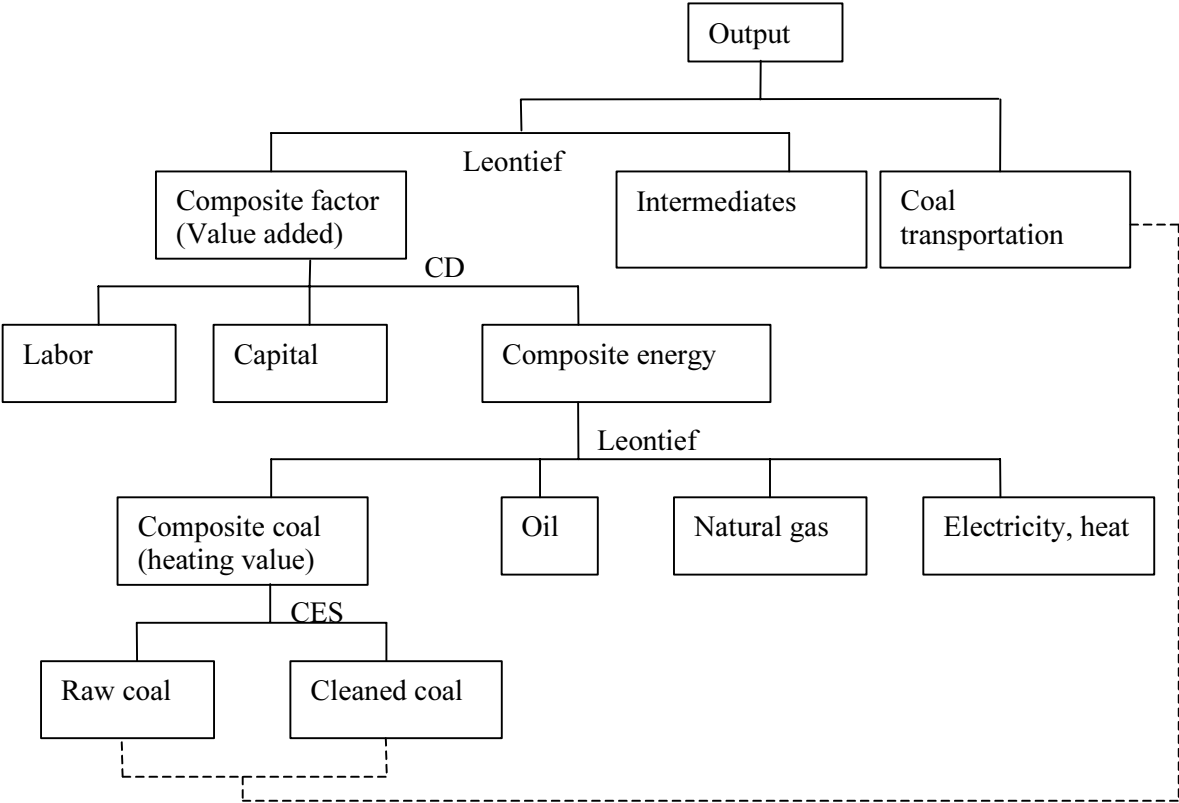 Output
Leontief
Composite factor
(Value added)
Intermediates
Coal
transportation
CD
Labor
Capital
Composite energy
Leontief
Composite coal
(heating value)
Oil
Natural gas
Electricity, heat
CES
Raw coal
Cleaned coal